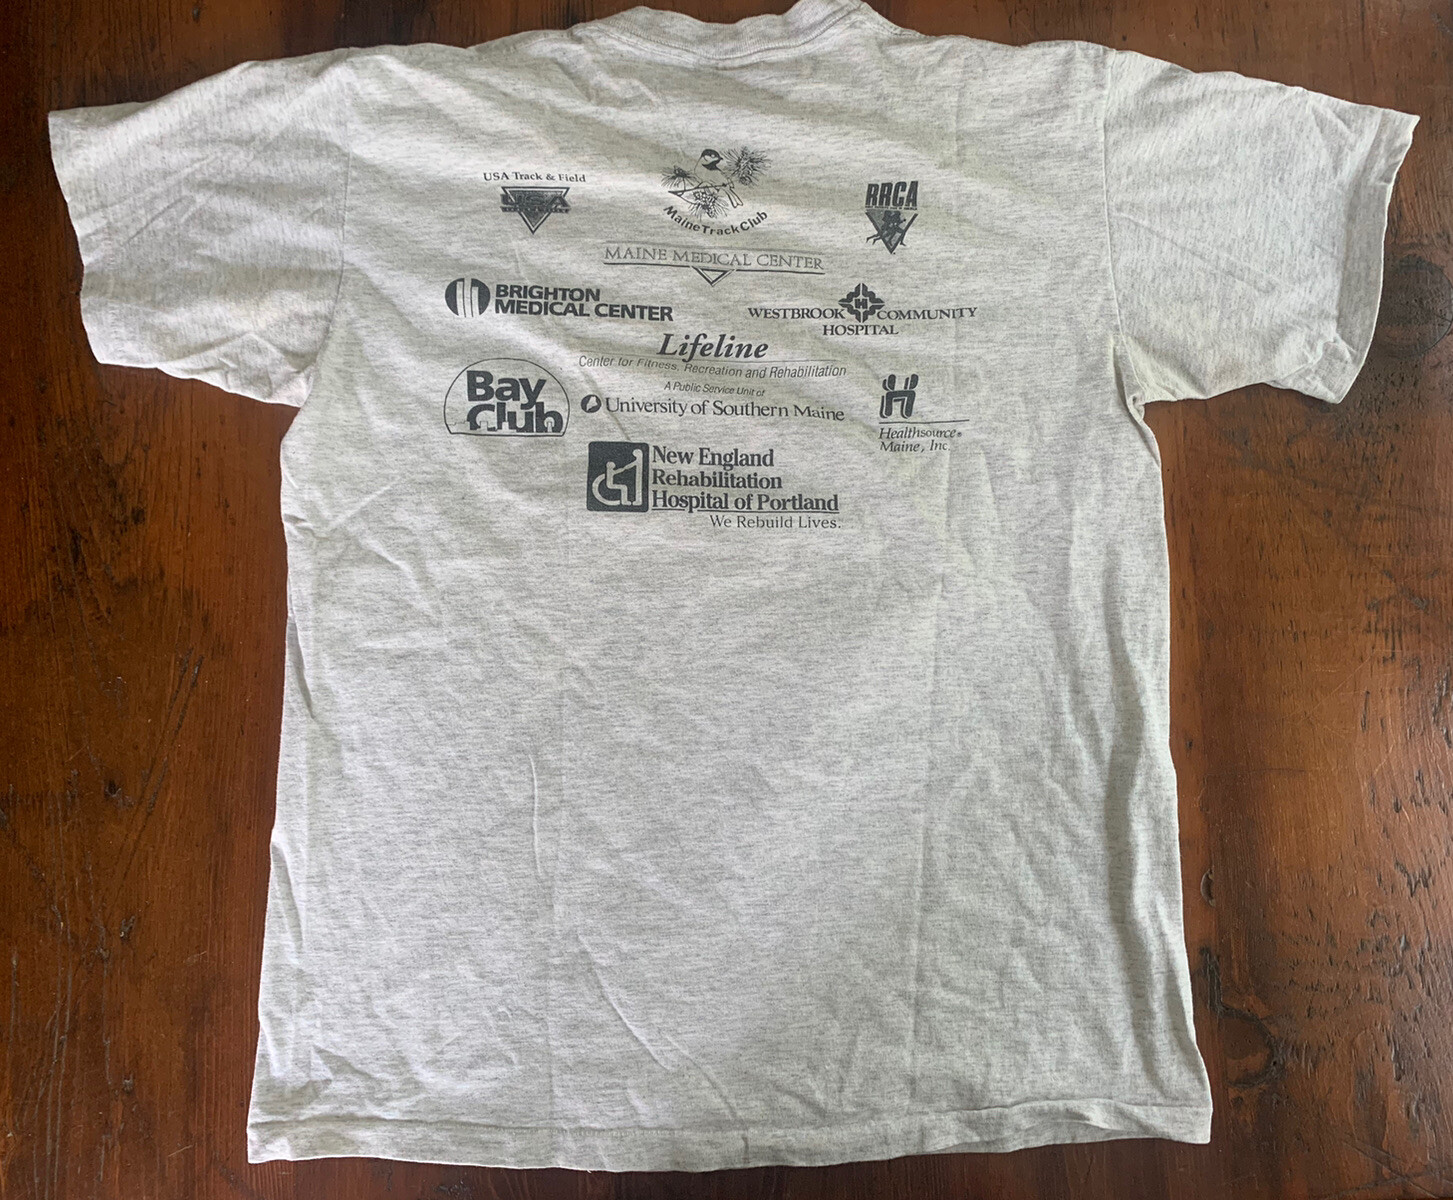 USA Track & Field
USA
Maine Track Club
RRCA
MAINE MEDICAL CENTER
BRIGHTON
MEDICAL CENTER
WESTBROOK COMMUNITY
HOSPITAL
Lifeline
Center for Fitness, Recreation and Rehabilitation
A Public Service Unit of
University of Southern Maine
Bay
Club
Healthsource®
Maine, Inc.
New England
Rehabilitation
Hospital of Portland
We Rebuild Lives.